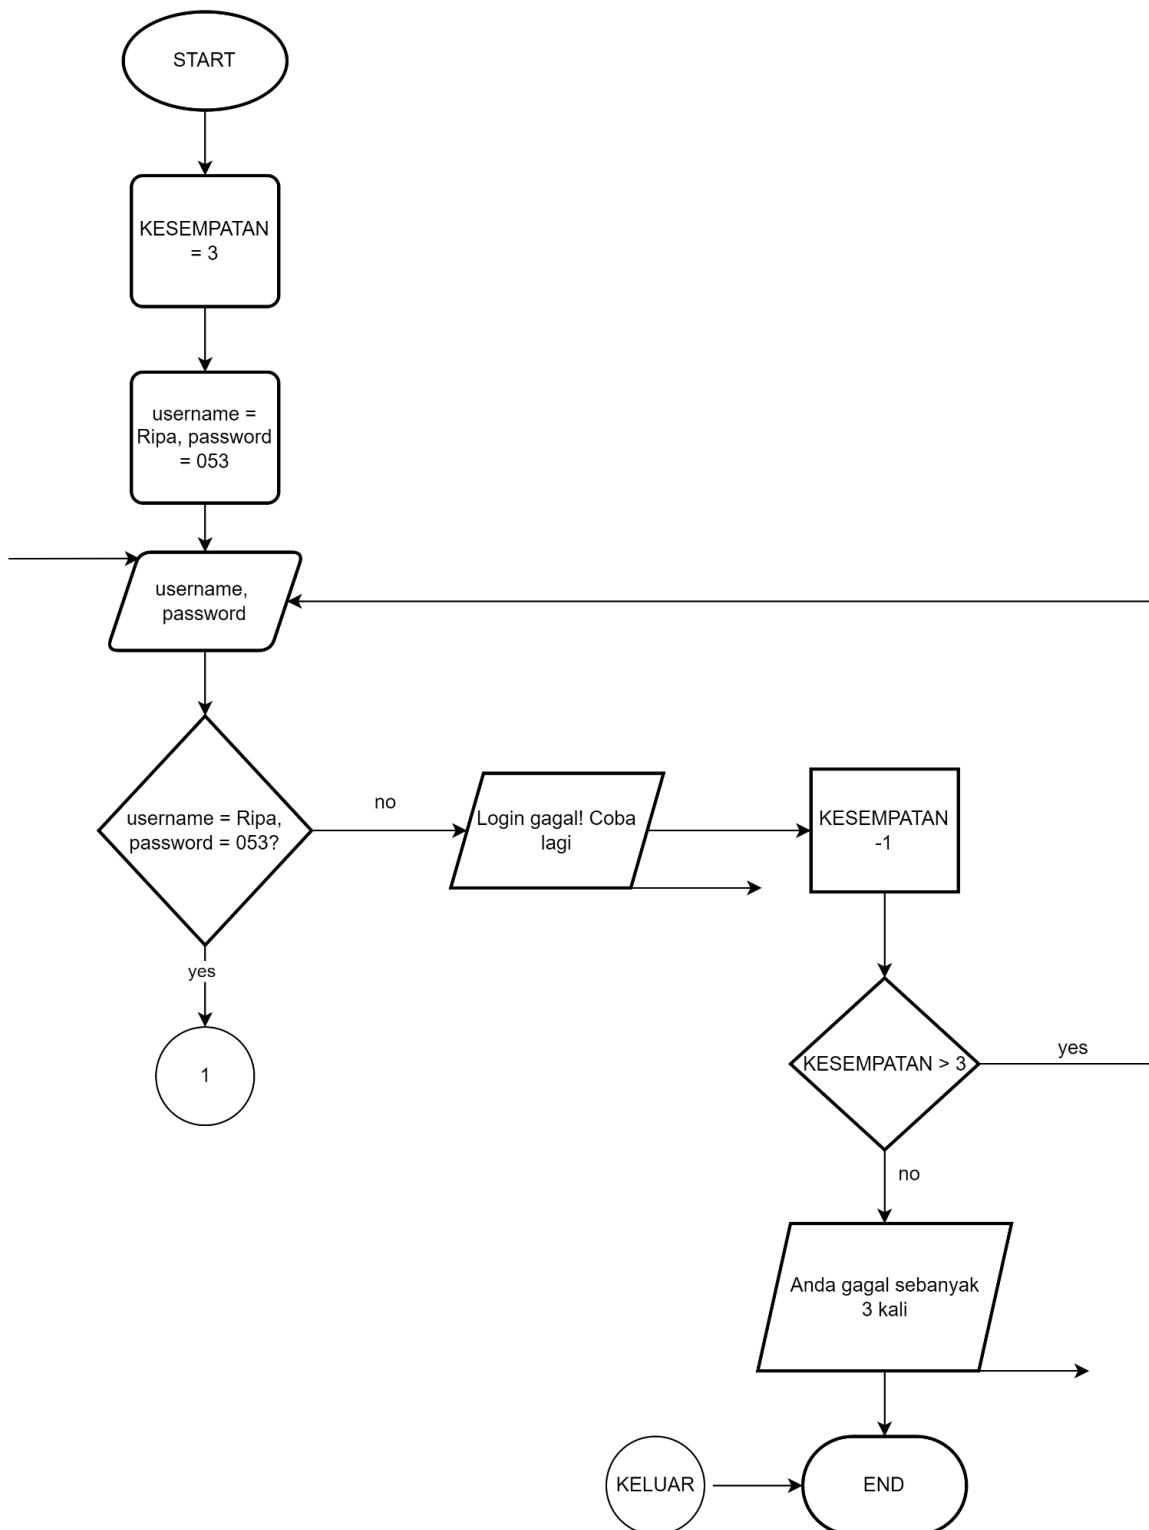 START
KESEMPATAN
= 3
username =
Ripa, password
= 053
username,
password
username = Ripa,
password = 053?
no
Login gagal! Coba
lagi
KESEMPATAN
-1
yes
1
KESEMPATAN > 3
yes
no
Anda gagal sebanyak
3 kali
KELUAR
END